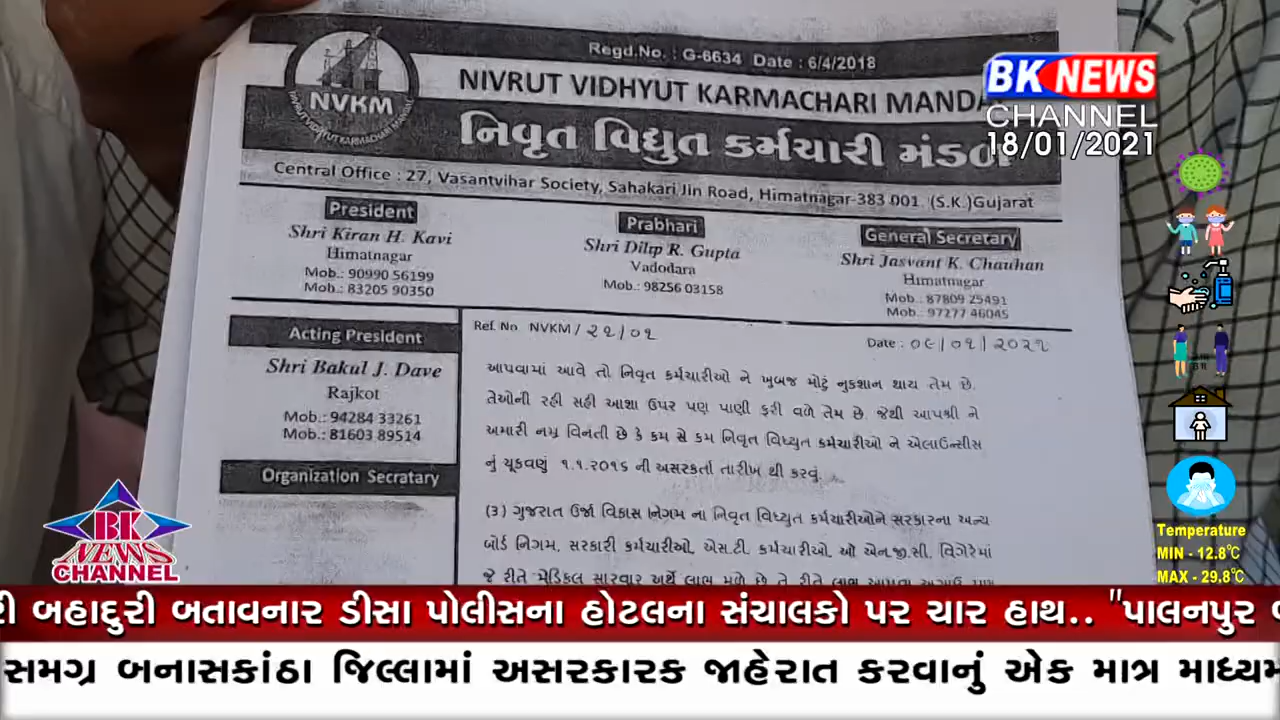 Regd.No. : G-6634 Date : 6/4/2018
NVKM
NIVRUT VIDHYUT KARMACHARI MANDA
નિવૃત વિદ્યુત કર્મચારી મંડળ
Central Office : 27, Vasantvihar Society, Sahakari Jin Road, Himatnagar-383 001 (S.K.)Gujarat
President
Shri Kiran H. Kavi
Himatnagar
Mob.: 90990 56199
Mob.: 83205 90350
Prabhari
Shri Dilip R. Gupta
Vadodara
Mob.: 98256 03158
General Secretary
Shri Jasvant K. Chauhan
Himatnagar
Mob.: 87809 25491
Mob.: 97277 46045
Acting President
Shri Bakul J. Dave
Rajkot
Mob.: 94284 33261
Mob.: 81603 89514
Organization Secratary
Ref. No. NVKM/૨૨/૦૧
Date : ૦૯/૦૧/૨૦૨૧
આપવામાં આવે તો નિવૃત કર્મચારીઓ ને ખુબજ મોટું નુકશાન થાય તેમ છે.
તેઓની રહી સહી આશા ઉપર પણ પાણી ફરી વળે તેમ છે. જેથી આપશ્રી ને
અમારી નમ્ર વિનતી છે કે કમ સે કમ નિવૃત વિધ્યુત કર્મચારીઓ ને એલાઉન્સીસ
નું ચૂકવણું ૧.૧.૨૦૧૬ ની અસરકર્તા તારીખ થી કરવું.
(૩) ગુજરાત ઉર્જા વિકાસ નિગમ ના નિવૃત વિધ્યુત કર્મચારીઓને સરકારના અન્ય
બોર્ડ નિગમ, સરકારી કર્મચારીઓ, એસ.ટી. કર્મચારીઓ, ઓ એન.જી.સી. વિગેરેમાં
જે રીતે મેડિકલ સારવાર અર્થે લાભ મળે છે તે રીતે લાભ
BK NEWS
CHANNEL
18/01/2021
Temperature
MIN - 12.8℃
MAX - 29.8℃
BK
NEWS
CHANNEL
રી બહાદુરી બતાવનાર ડીસા પોલીસના હોટલના સંચાલકો પર ચાર હાથ.. "પાલનપુર
સમગ્ર બનાસકાંઠા જિલ્લામાં અસરકારક જાહેરાત કરવાનું એક માત્ર માધ્યમ